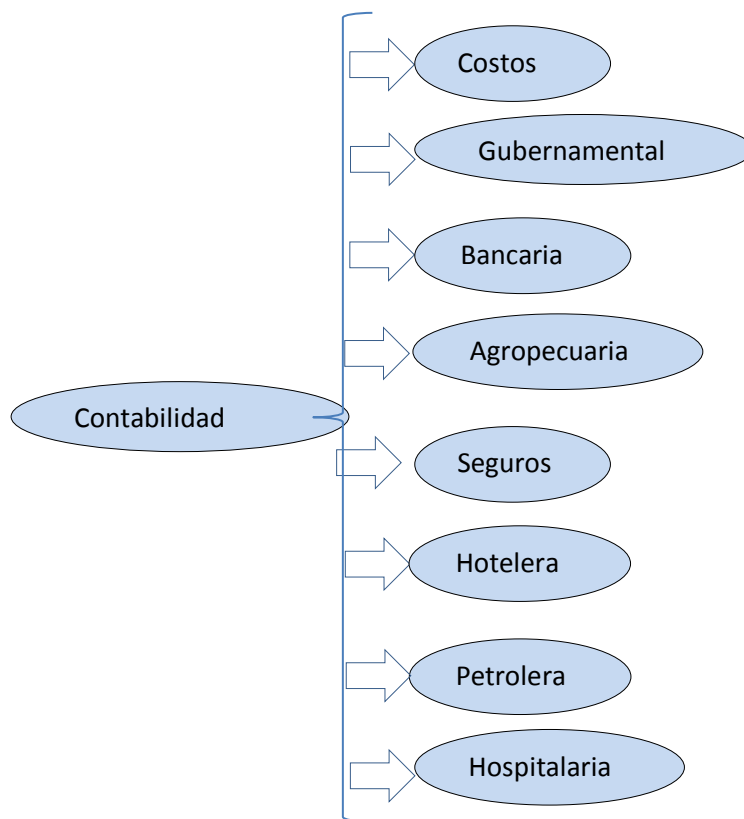 Costos
Gubernamental
Bancaria
Agropecuaria
Contabilidad
Seguros
Hotelera
Petrolera
Hospitalaria